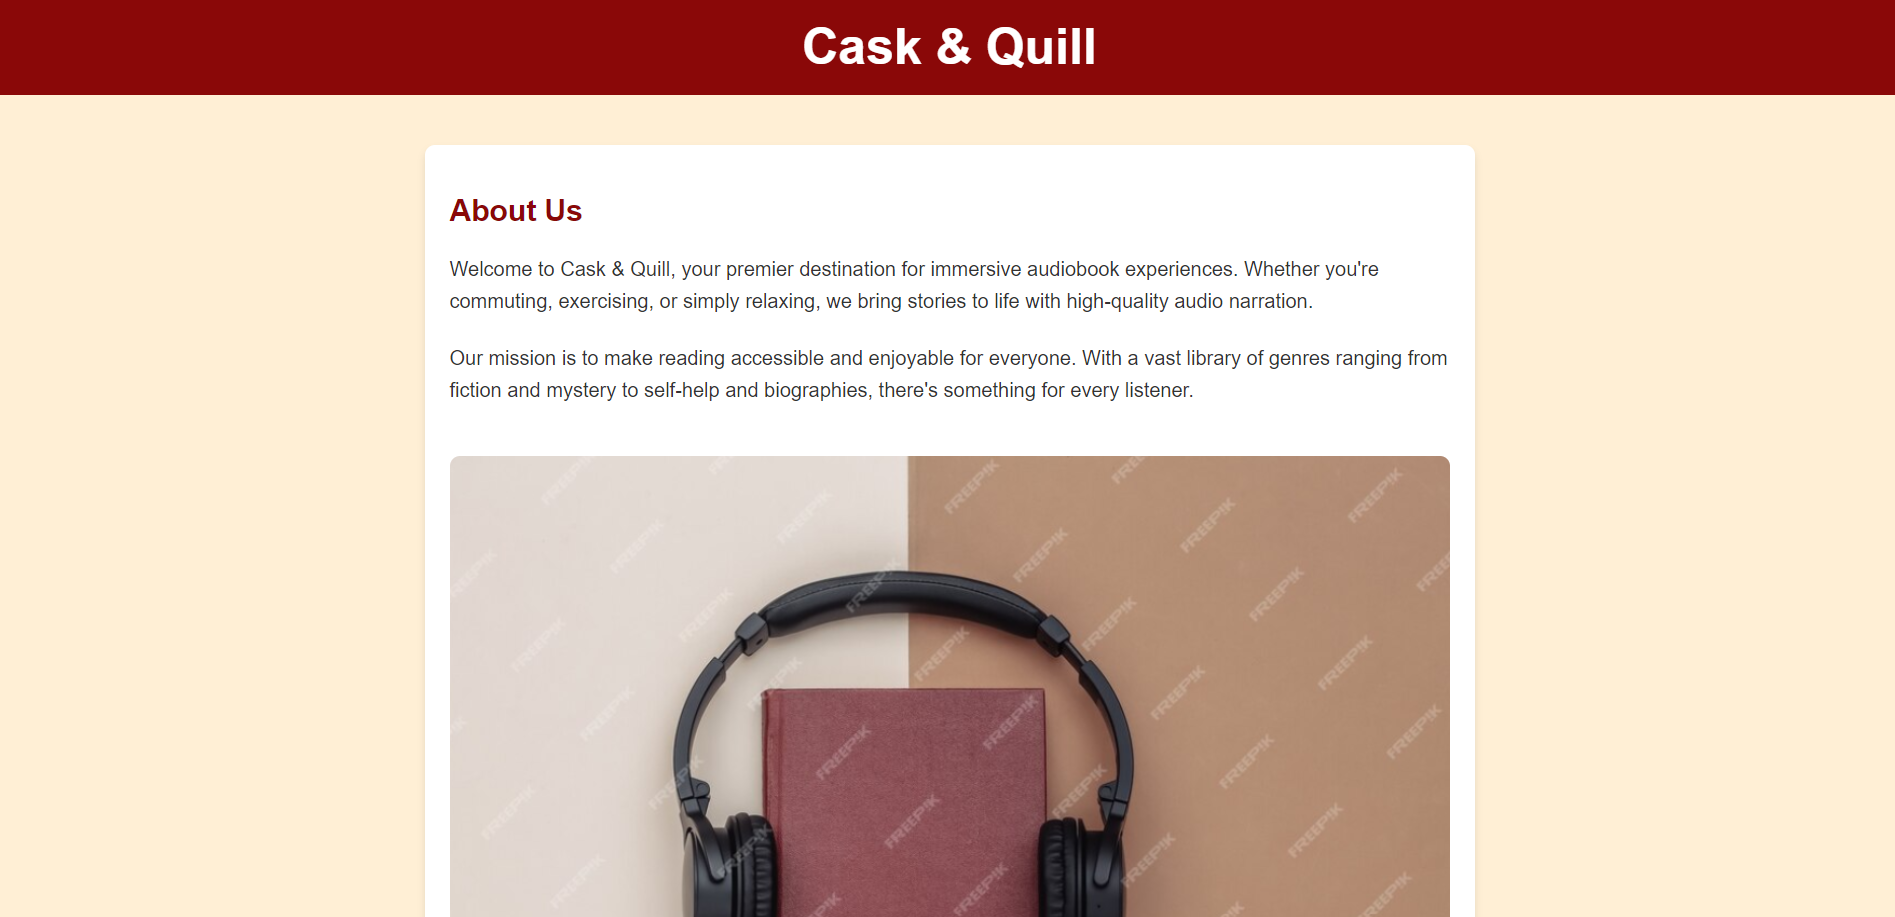 Cask & Quill
About Us
Welcome to Cask & Quill, your premier destination for immersive audiobook experiences. Whether you're
commuting, exercising, or simply relaxing, we bring stories to life with high-quality audio narration.
Our mission is to make reading accessible and enjoyable for everyone. With a vast library of genres ranging from
fiction and mystery to self-help and biographies, there's something for every listener.
FREEPIK